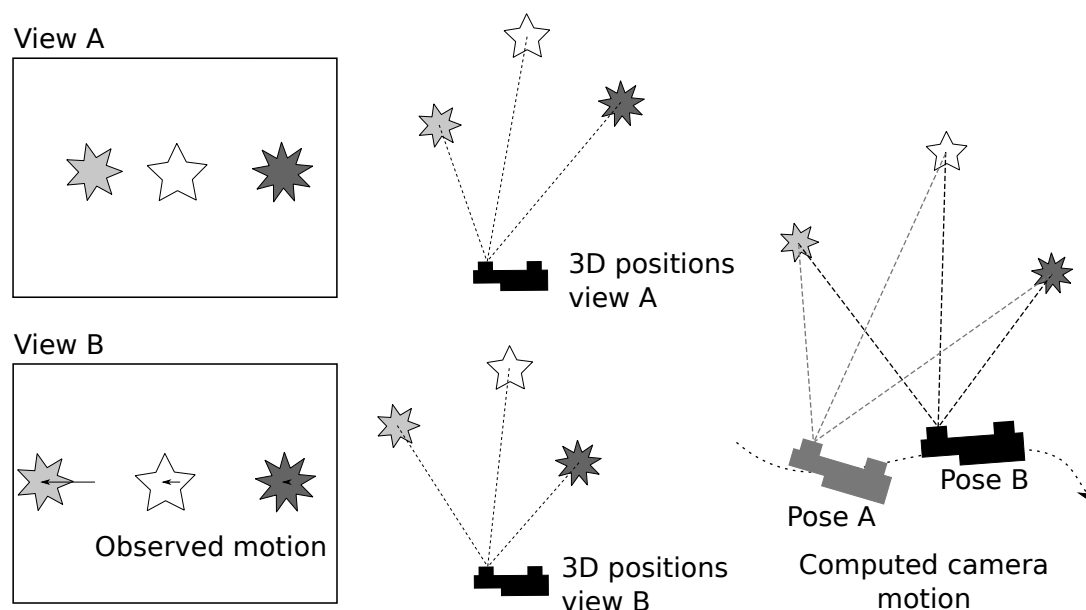 View A
3D positions
view A
View B
Observed motion
3D positions
view B
Pose A
Pose B
Computed camera
motion